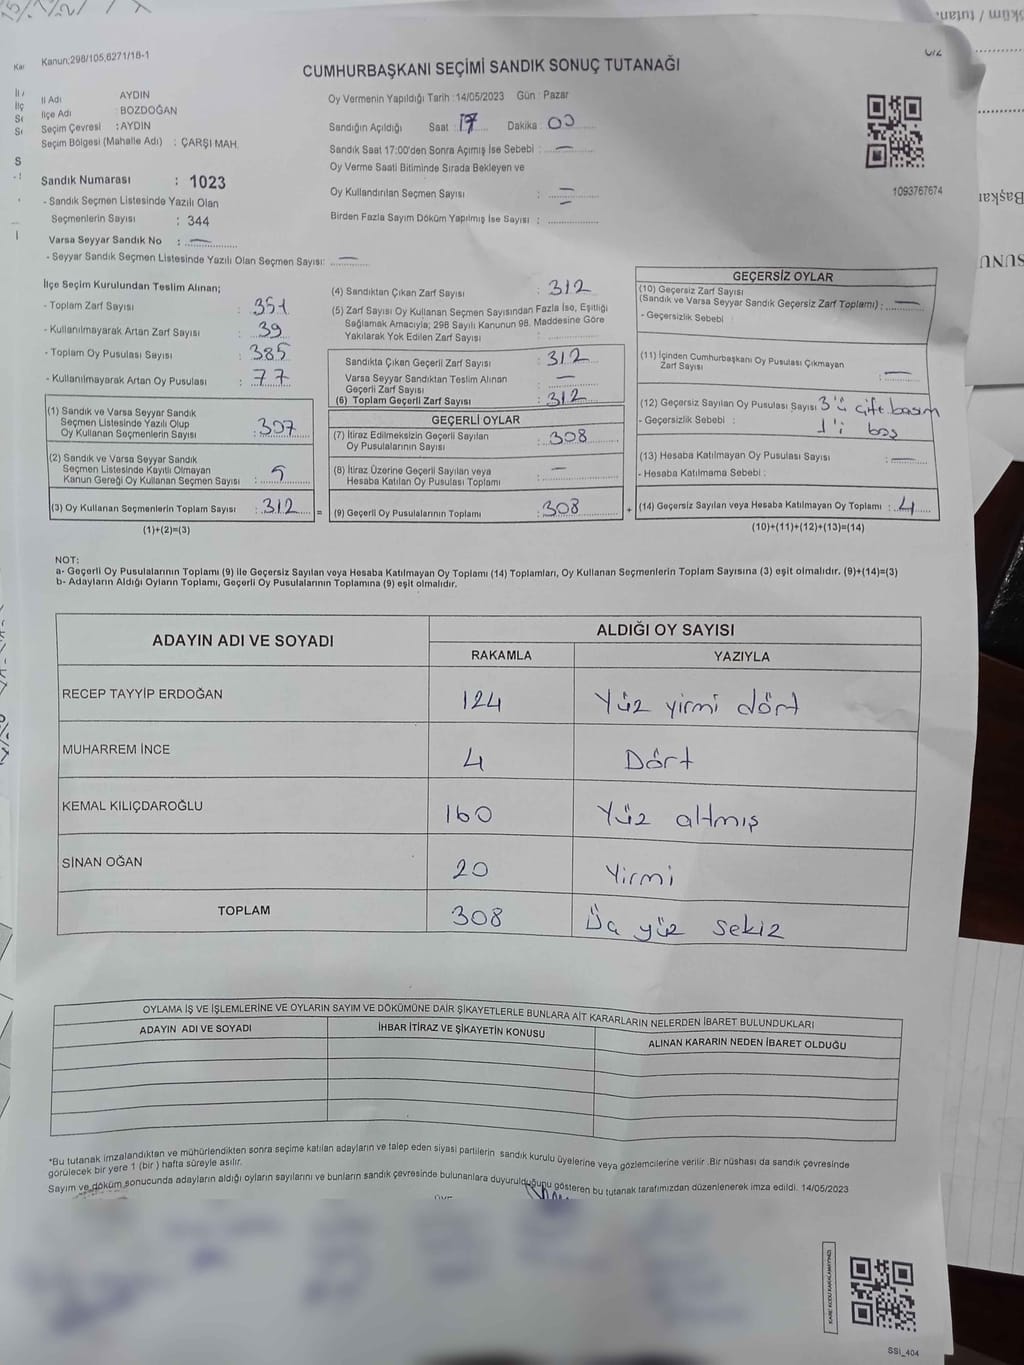 Kanun;298/105,6271/18-1
CUMHURBAŞKANI SEÇİMİ SANDIK SONUÇ TUTANAĞI
İl Adı AYDIN
İlçe Adı : BOZDOĞAN
Seçim Çevresi : AYDIN
Seçim Bölgesi (Mahalle Adı) : ÇARŞI MAH.
Sandık Numarası : 1023
- Sandık Seçmen Listesinde Yazılı Olan
Seçmenlerin Sayısı : 344
Varsa Seyyar Sandık No : —
- Seyyar Sandık Seçmen Listesinde Yazılı Olan Seçmen Sayısı: —
Oy Vermenin Yapıldığı Tarih :14/05/2023 Gün : Pazar
Sandığın Açıldığı Saat : 17 Dakika : 00
Sandık Saat 17:00'den Sonra Açımış İse Sebebi : —
Oy Verme Saati Bitiminde Sırada Bekleyen ve
Oy Kullandırılan Seçmen Sayısı : =
Birden Fazla Sayım Döküm Yapılmış İse Sayısı : –
1093767674
İlçe Seçim Kurulundan Teslim Alınan;
- Toplam Zarf Sayısı : 351
- Kullanılmayarak Artan Zarf Sayısı : 39
- Toplam Oy Pusulası Sayısı : 385
- Kullanılmayarak Artan Oy Pusulası : 77
(1) Sandık ve Varsa Seyyar Sandık
Seçmen Listesinde Yazılı Olup
Oy Kullanan Seçmenlerin Sayısı : 307
(2) Sandık ve Varsa Seyyar Sandık
Seçmen Listesinde Kayıtlı Olmayan
Kanun Gereği Oy Kullanan Seçmen Sayısı : 5
(3) Oy Kullanan Seçmenlerin Toplam Sayısı : 312 =
(1)+(2)=(3)
(4) Sandıktan Çıkan Zarf Sayısı : 312
(5) Zarf Sayısı Oy Kullanan Seçmen Sayısından Fazla İse, Eşitliği
Sağlamak Amacıyla; 298 Sayılı Kanunun 98. Maddesine Göre
Yakılarak Yok Edilen Zarf Sayısı :
Sandıkta Çıkan Geçerli Zarf Sayısı : 312
Varsa Seyyar Sandıktan Teslim Alınan
Geçerli Zarf Sayısı : —
(6) Toplam Geçerli Zarf Sayısı : 312
GEÇERLİ OYLAR
(7) İtiraz Edilmeksizin Geçerli Sayılan
Oy Pusulasının Sayısı : 308
(8) İtiraz Üzerine Geçerli Sayılan veya
Hesaba Katılan Oy Pusulası Toplamı : —
(9) Geçerli Oy Pusulalarının Toplamı : 308 +
GEÇERSİZ OYLAR
(10) Geçersiz Zarf Sayısı
(Sandık ve Varsa Seyyar Sandık Geçersiz Zarf Toplamı) : —
- Geçersizlik Sebebi :
(11) İçinden Cumhurbaşkanı Oy Pusulası Çıkmayan
Zarf Sayısı : —
(12) Geçersiz Sayılan Oy Pusulası Sayısı 3'ü çift basım
- Geçersizlik Sebebi : 1'i boş
(13) Hesaba Katılmayan Oy Pusulası Sayısı : —
- Hesaba Katılmama Sebebi :
(14) Geçersiz Sayılan veya Hesaba Katılmayan Oy Toplamı : 4
(10)+(11)+(12)+(13)=(14)
NOT:
a- Geçerli Oy Pusulalarının Toplamı (9) ile Geçersiz Sayılan veya Hesaba Katılmayan Oy Toplamı (14) Toplamları, Oy Kullanan Seçmenlerin Toplam Sayısına (3) eşit olmalıdır. (9)+(14)=(3)
b- Adayların Aldığı Oyların Toplamı, Geçerli Oy Pusulalarının Toplamına (9) eşit olmalıdır.
ADAYIN ADI VE SOYADI
ALDIĞI OY SAYISI
RAKAMLA YAZIYLA
RECEP TAYYİP ERDOĞAN 124 Yüz yirmi dört
MUHARREM İNCE 4 Dört
KEMAL KILIÇDAROĞLU 160 Yüz altmış
SİNAN OĞAN 20 Yirmi
TOPLAM 308 Üç yüz sekiz
OYLAMA İŞ VE İŞLEMLERİNE VE OYLARIN SAYIM VE DÖKÜMÜNE DAİR ŞİKAYETLERLE BUNLARA AİT KARARLARIN NELERDEN İBARET BULUNDUKLARI
ADAYIN ADI VE SOYADI İHBAR İTİRAZ VE ŞİKAYETİN KONUSU ALINAN KARARIN NEDEN İBARET OLDUĞU
*Bu tutanak imzalandıktan ve mühürlendikten sonra seçime katılan adayların ve talep eden siyasi partilerin sandık kurulu üyelerine veya gözlemcilerine verilir .Bir nüshası da sandık çevresinde
görülecek bir yere 1 (bir ) hafta süreyle asılır.
Sayım ve döküm sonucunda adayların aldığı oyların sayılarını ve bunların sandık çevresinde bulunanlara duyurulduğunu gösteren bu tutanak tarafımızdan düzenlenerek imza edildi. 14/05/2023
SSİ_404